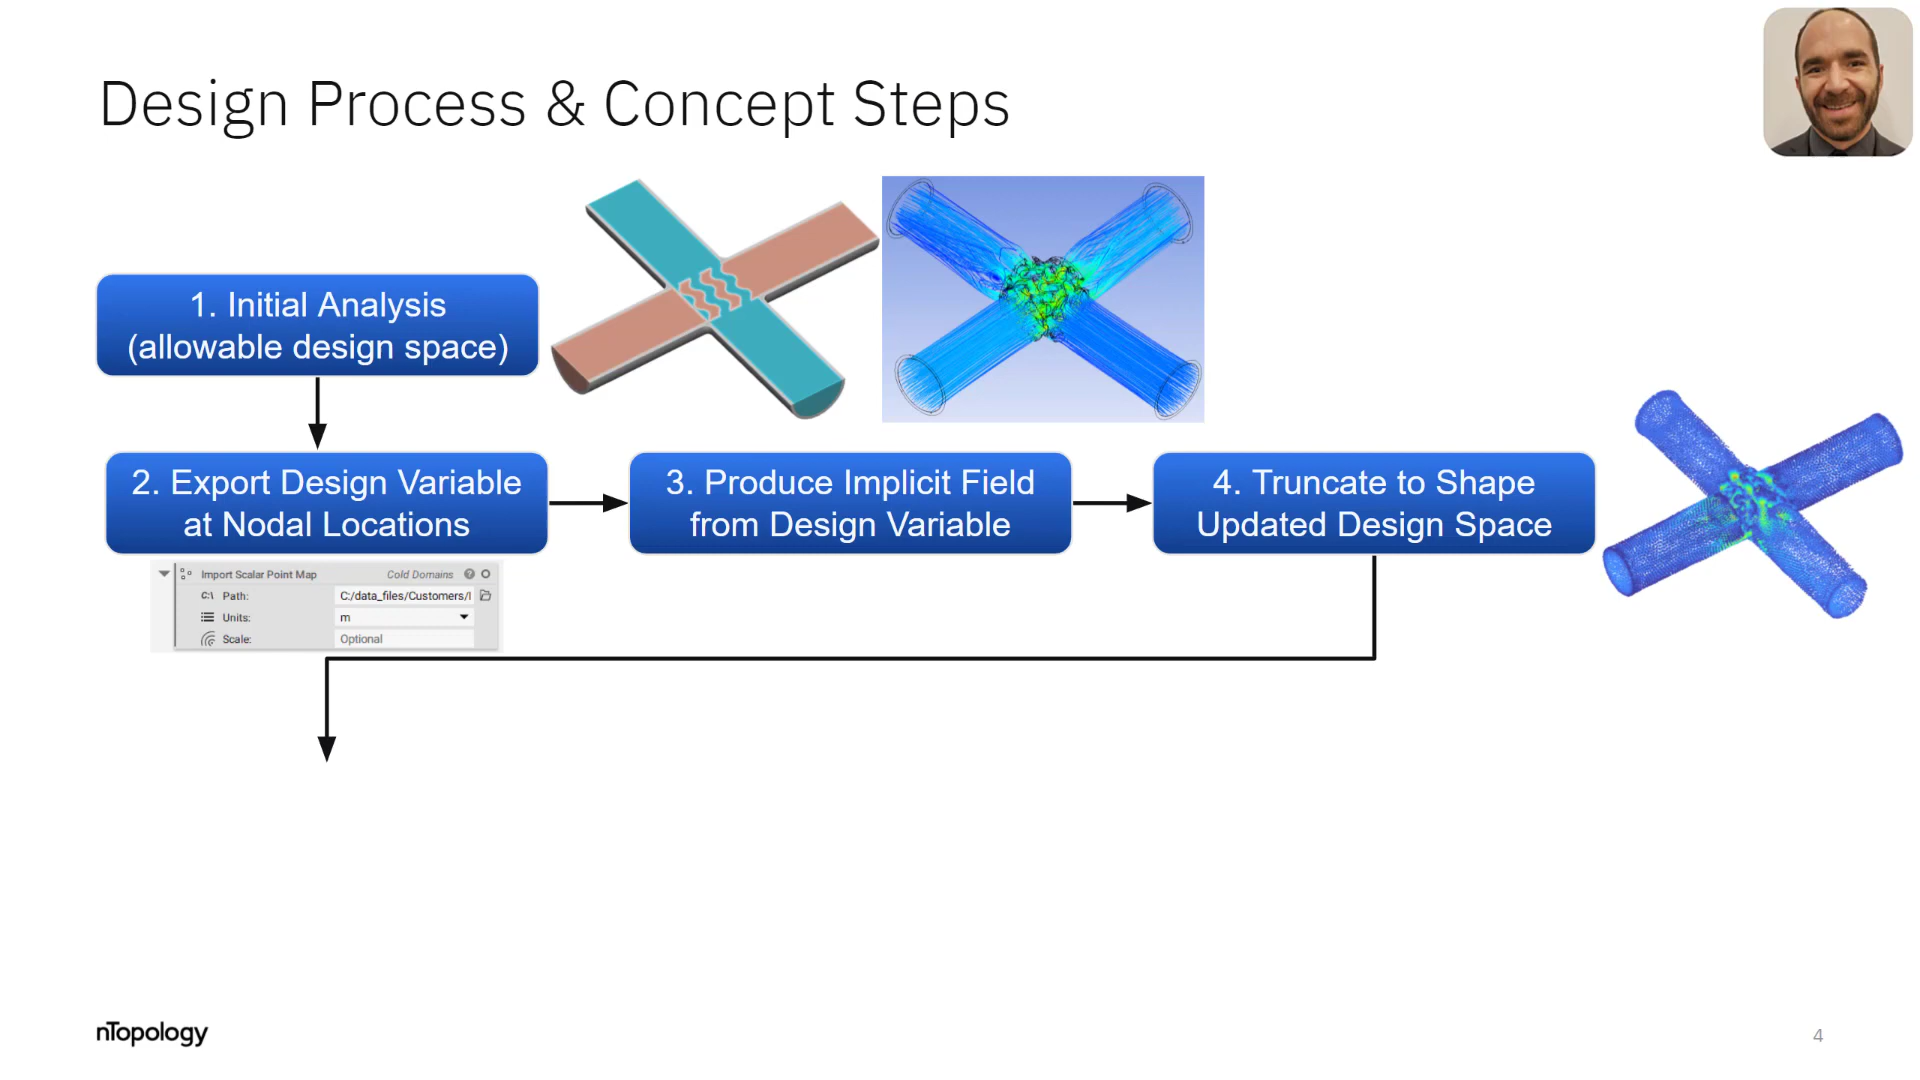 Design Process & Concept Steps
1. Initial Analysis
(allowable design space)
2. Export Design Variable
at Nodal Locations
3. Produce Implicit Field
from Design Variable
4. Truncate to Shape
Updated Design Space
Import Scalar Point Map Cold Domains
C:\ Path: C:/data_files/Customers/I
Units: m
Scale: Optional
nTopology
4